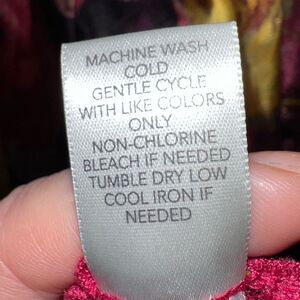 MACHINE WASH
COLD
GENTLE CYCLE
WITH LIKE COLORS
ONLY
NON-CHLORINE
BLEACH IF NEEDED
TUMBLE DRY LOW
COOL IRON IF
NEEDED